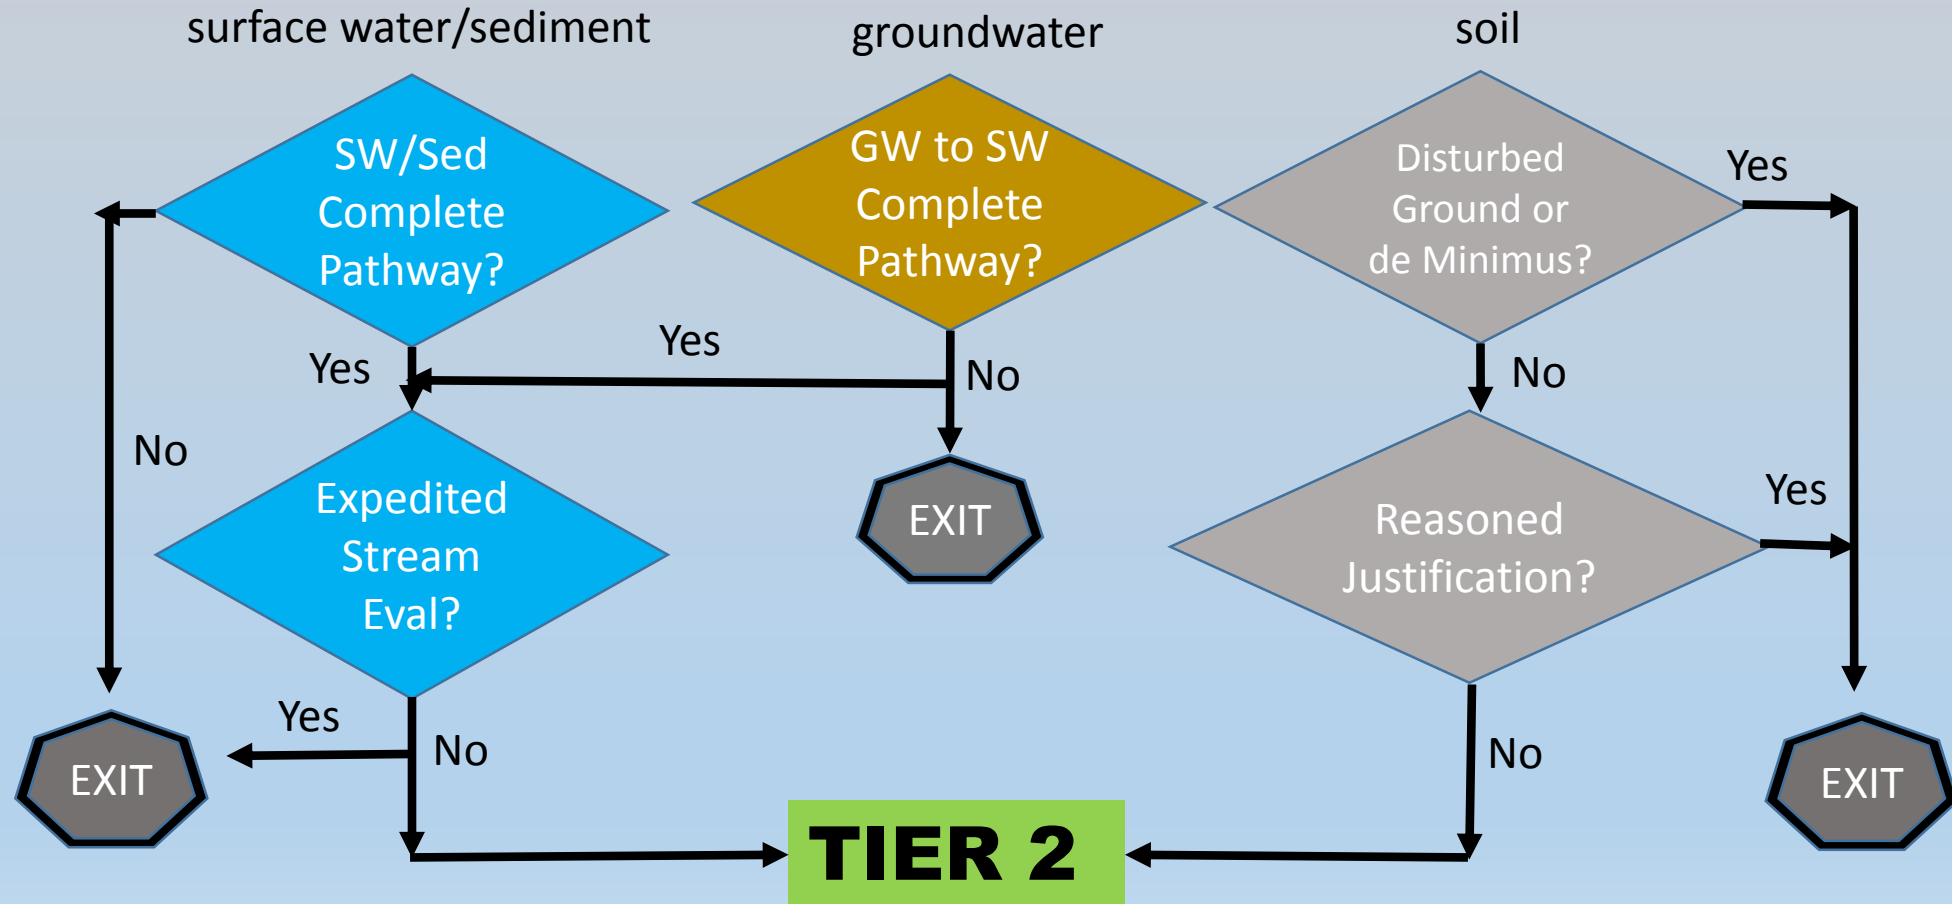 surface water/sediment
groundwater
soil
SW/Sed
Complete
Pathway?
GW to SW
Complete
Pathway?
Disturbed
Ground or
de Minimus?
Yes
Yes
Yes
No
No
No
Expedited
Stream
Eval?
EXIT
Reasoned
Justification?
Yes
Yes
No
No
EXIT
EXIT
TIER 2